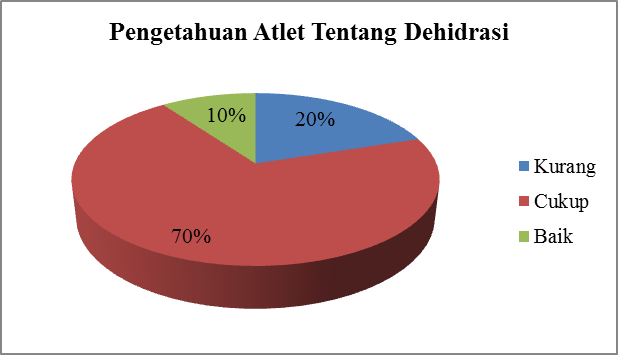 Pengetahuan Atlet Tentang Dehidrasi
10%
20%
70%
Kurang
Cukup
Baik